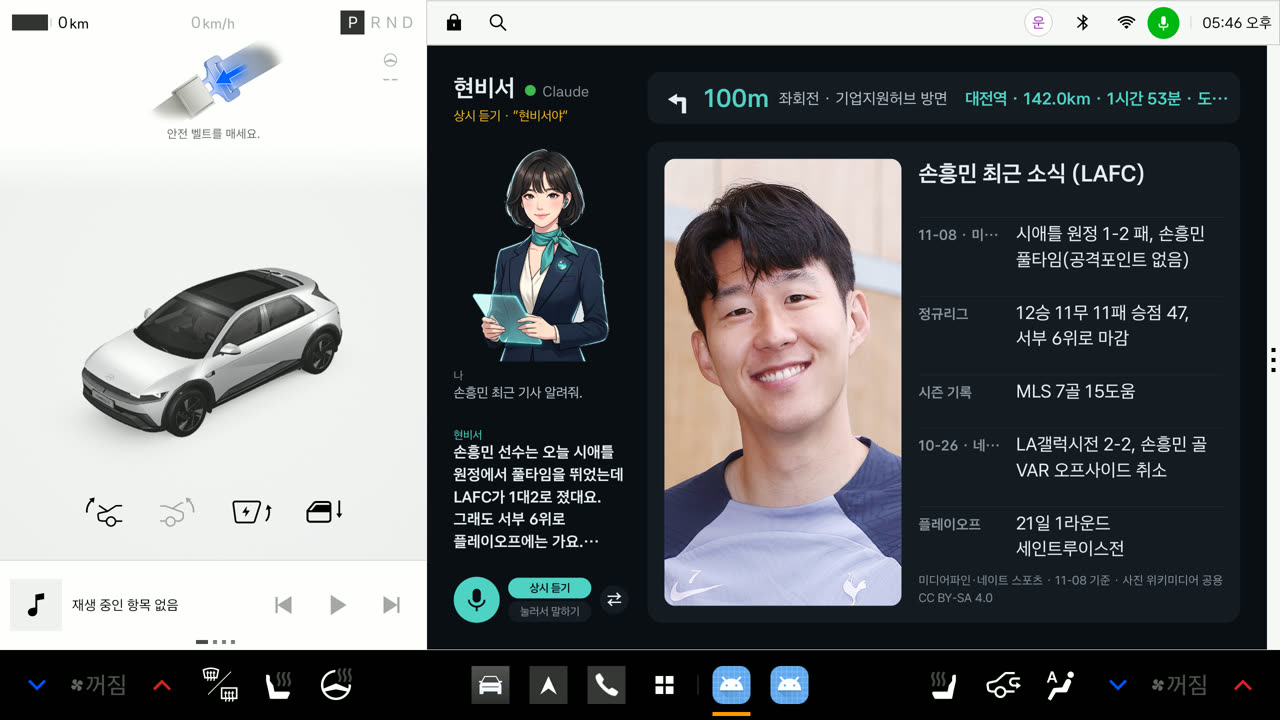 0 km
0 km/h
P R N D
안전 벨트를 매세요.
재생 중인 항목 없음
운
05:46 오후
현비서
Claude
상시 듣기 · "현비서야"
100m 좌회전 · 기업지원허브 방면 대전역 · 142.0km · 1시간 53분 · 도…
나
손흥민 최근 기사 알려줘.
현비서
손흥민 선수는 오늘 시애틀
원정에서 풀타임을 뛰었는데
LAFC가 1대2로 졌대요.
그래도 서부 6위로
플레이오프에는 가요.…
상시 듣기
눌러서 말하기
손흥민 최근 소식 (LAFC)
11-08 · 미… 시애틀 원정 1-2 패, 손흥민
풀타임(공격포인트 없음)
정규리그 12승 11무 11패 승점 47,
서부 6위로 마감
시즌 기록 MLS 7골 15도움
10-26 · 네… LA갤럭시전 2-2, 손흥민 골
VAR 오프사이드 취소
플레이오프 21일 1라운드
세인트루이스전
미디어파인·네이트 스포츠 · 11-08 기준 · 사진 위키미디어 공용
CC BY-SA 4.0
7
꺼짐
A
꺼짐